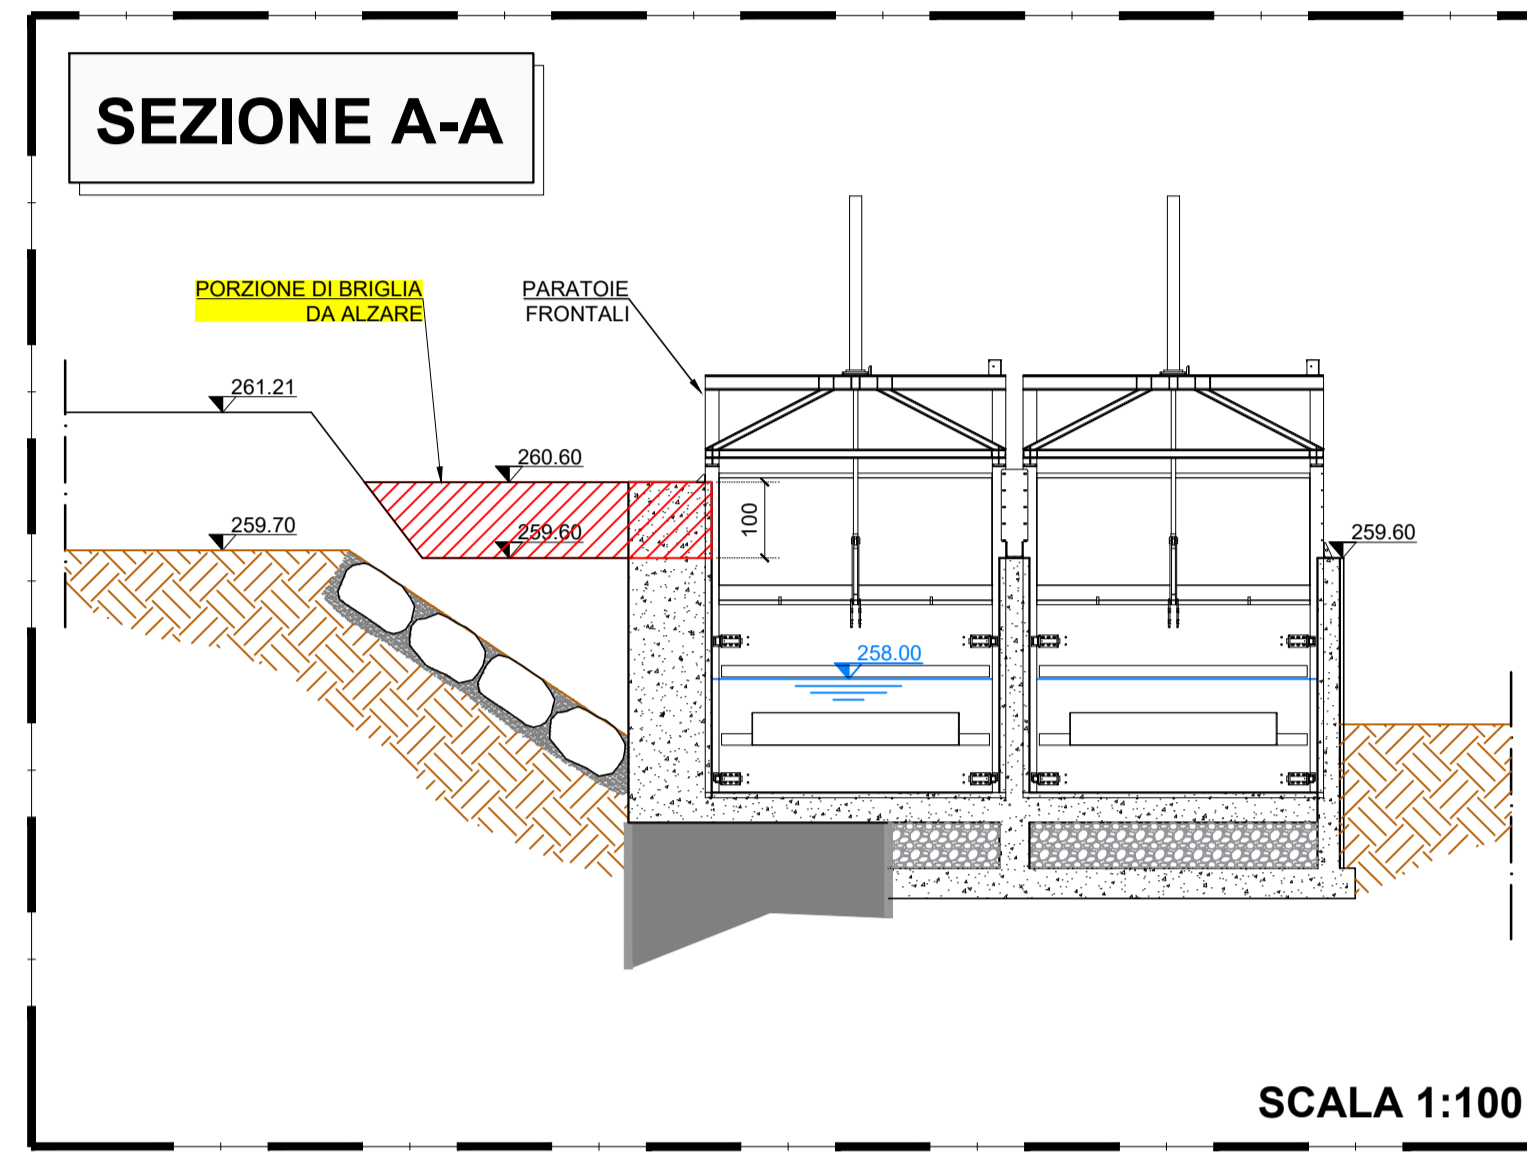 SEZIONE A-A
PORZIONE DI BRIGLIA
DA ALZARE
PARATOIE
FRONTALI
261.21
260.60
259.70
259.60
100
259.60
258.00
SCALA 1:100